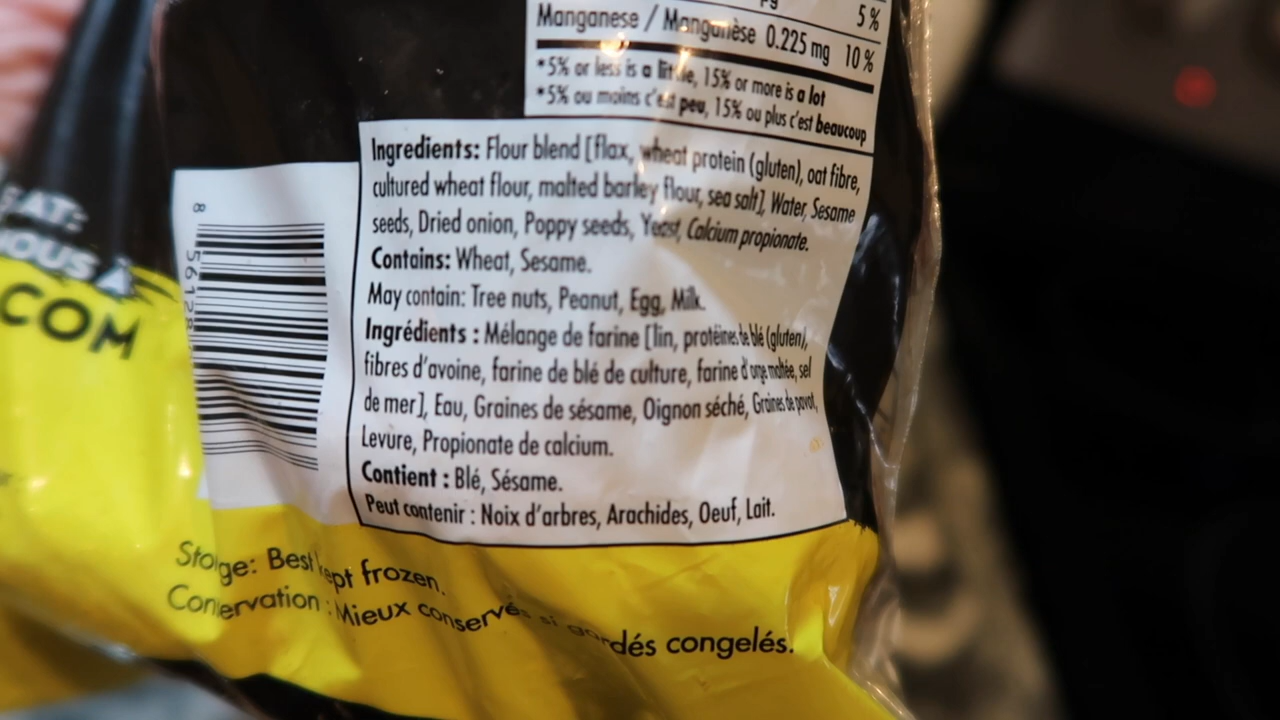 5 %
Manganese / Manganèse 0.225 mg 10 %
*5% or less is a little, 15% or more is a lot
*5% ou moins c'est peu, 15% ou plus c'est beaucoup
Ingredients: Flour blend [flax, wheat protein (gluten), oat fibre,
cultured wheat flour, malted barley flour, sea salt], Water, Sesame
seeds, Dried onion, Poppy seeds, Yeast, Calcium propionate.
Contains: Wheat, Sesame.
May contain: Tree nuts, Peanut, Egg, Milk.
Ingrédients : Mélange de farine [lin, protéines de blé (gluten),
fibres d'avoine, farine de blé de culture, farine d'orge maltée, sel
de mer], Eau, Graines de sésame, Oignon séché, Graines de pavot,
Levure, Propionate de calcium.
Contient : Blé, Sésame.
Peut contenir : Noix d'arbres, Arachides, Oeuf, Lait.
8 56128
COM
Storage: Best kept frozen.
Conservation : Mieux conservés si gardés congelés.